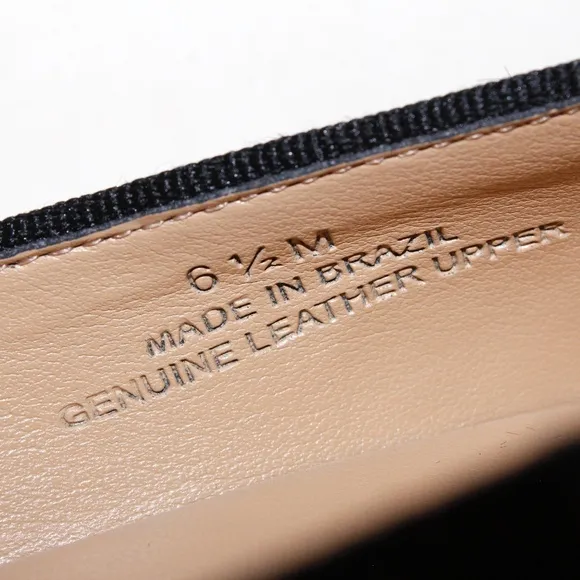 6 ½ M
MADE IN BRAZIL
GENUINE LEATHER UPPER